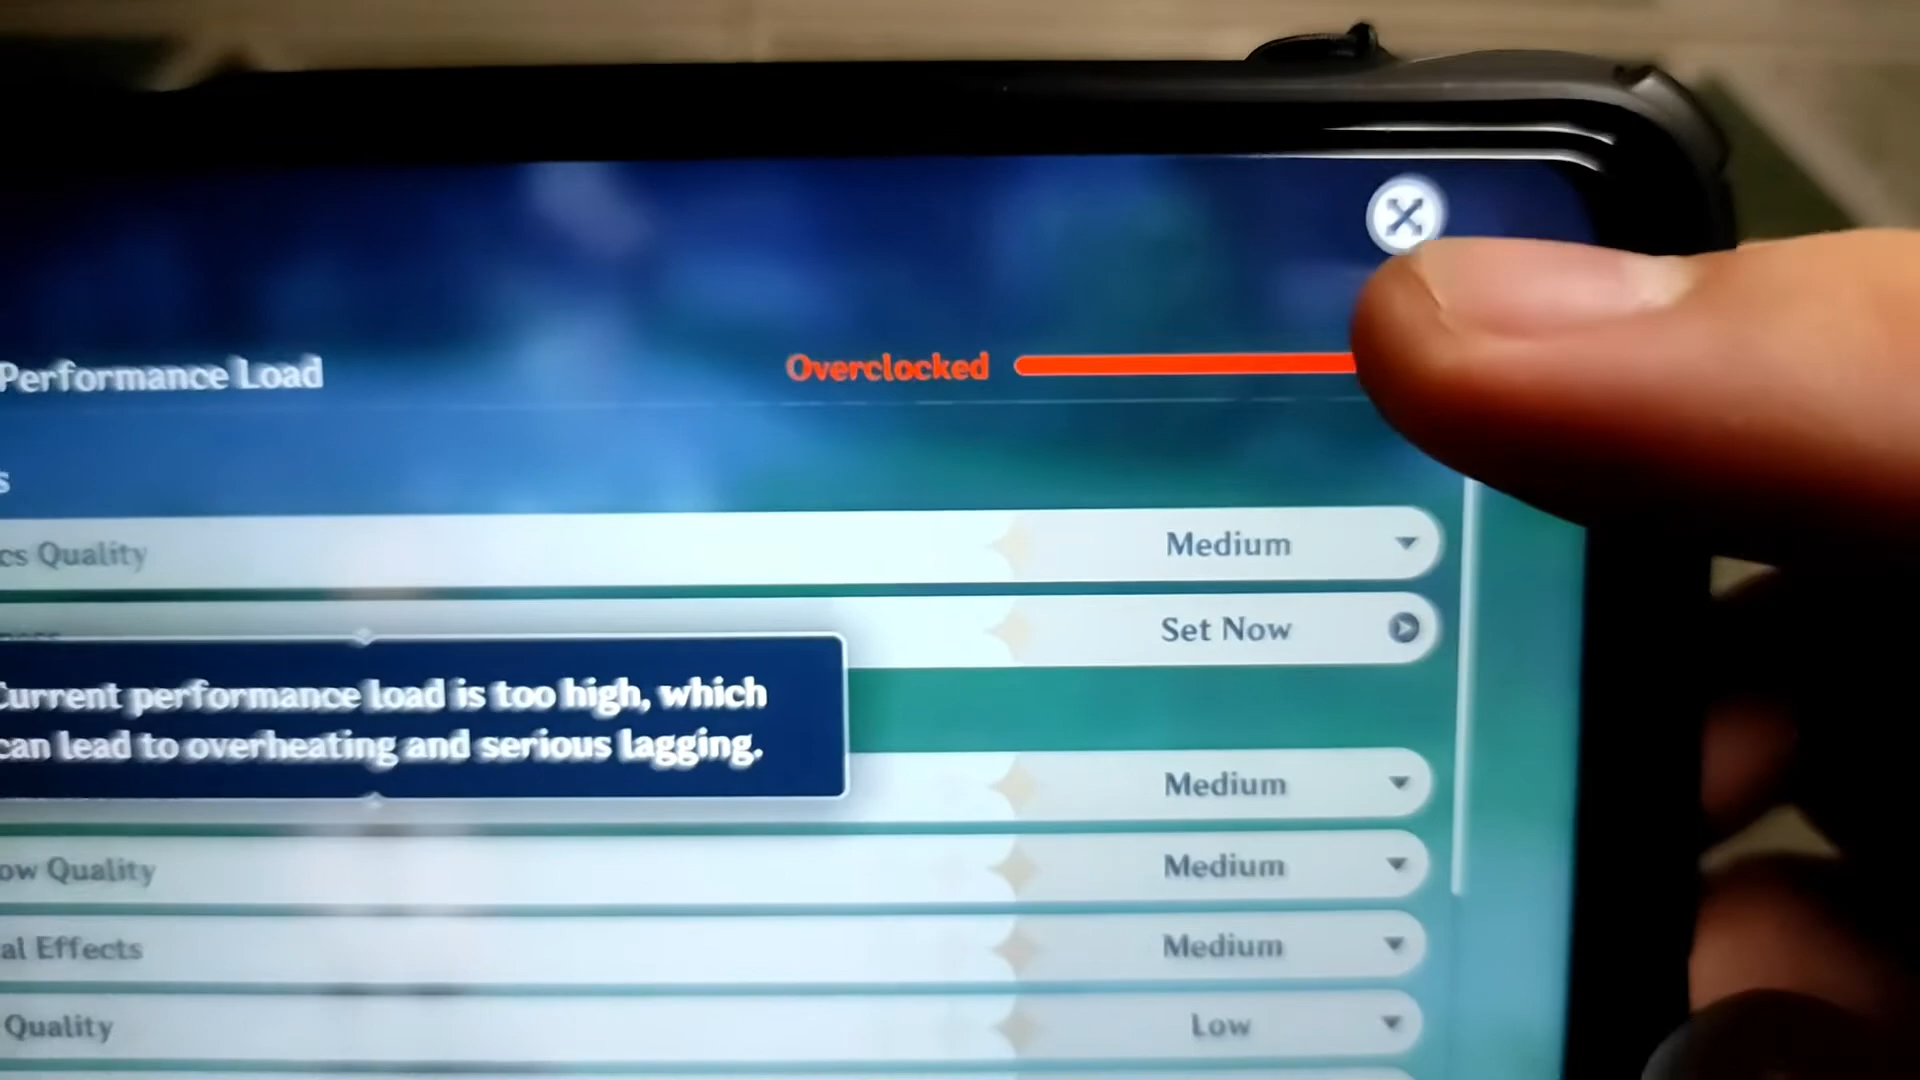 Performance Load
Overclocked
s
cs Quality
Medium
Set Now
Current performance load is too high, which
can lead to overheating and serious lagging.
Medium
ow Quality
Medium
al Effects
Medium
Quality
Low